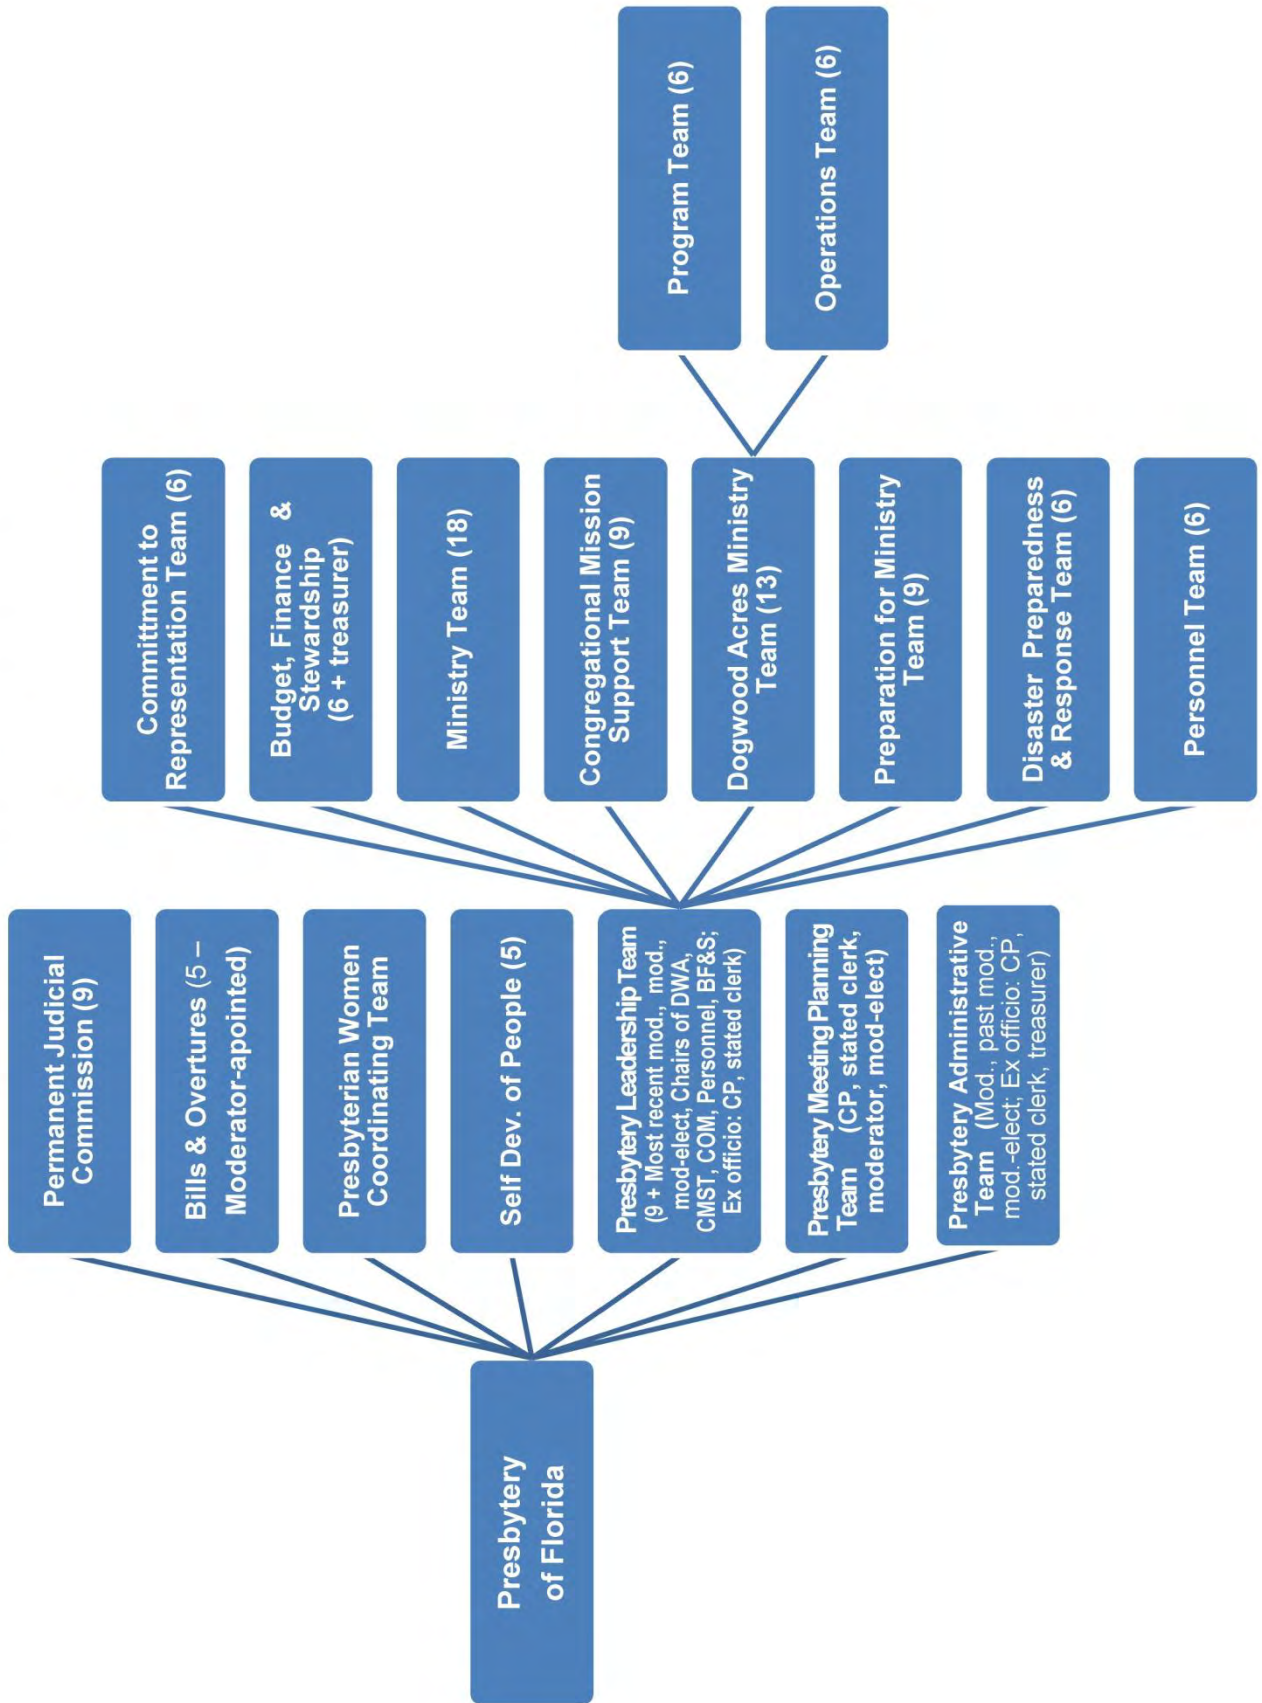 Presbytery
of Florida
Permanent Judicial
Commission (9)
Bills & Overtures (5 –
Moderator-apointed)
Presbyterian Women
Coordinating Team
Self Dev. of People (5)
Presbytery Leadership Team
(9 + Most recent mod., mod.,
mod-elect, Chairs of DWA,
CMST, COM, Personnel, BF&S;
Ex officio: CP, stated clerk)
Presbytery Meeting Planning
Team (CP, stated clerk,
moderator, mod-elect)
Presbytery Administrative
Team (Mod., past mod.,
mod.-elect; Ex officio: CP,
stated clerk, treasurer)
Committment to
Representation Team (6)
Budget, Finance &
Stewardship
(6 + treasurer)
Ministry Team (18)
Congregational Mission
Support Team (9)
Dogwood Acres Ministry
Team (13)
Preparation for Ministry
Team (9)
Disaster Preparedness
& Response Team (6)
Personnel Team (6)
Program Team (6)
Operations Team (6)